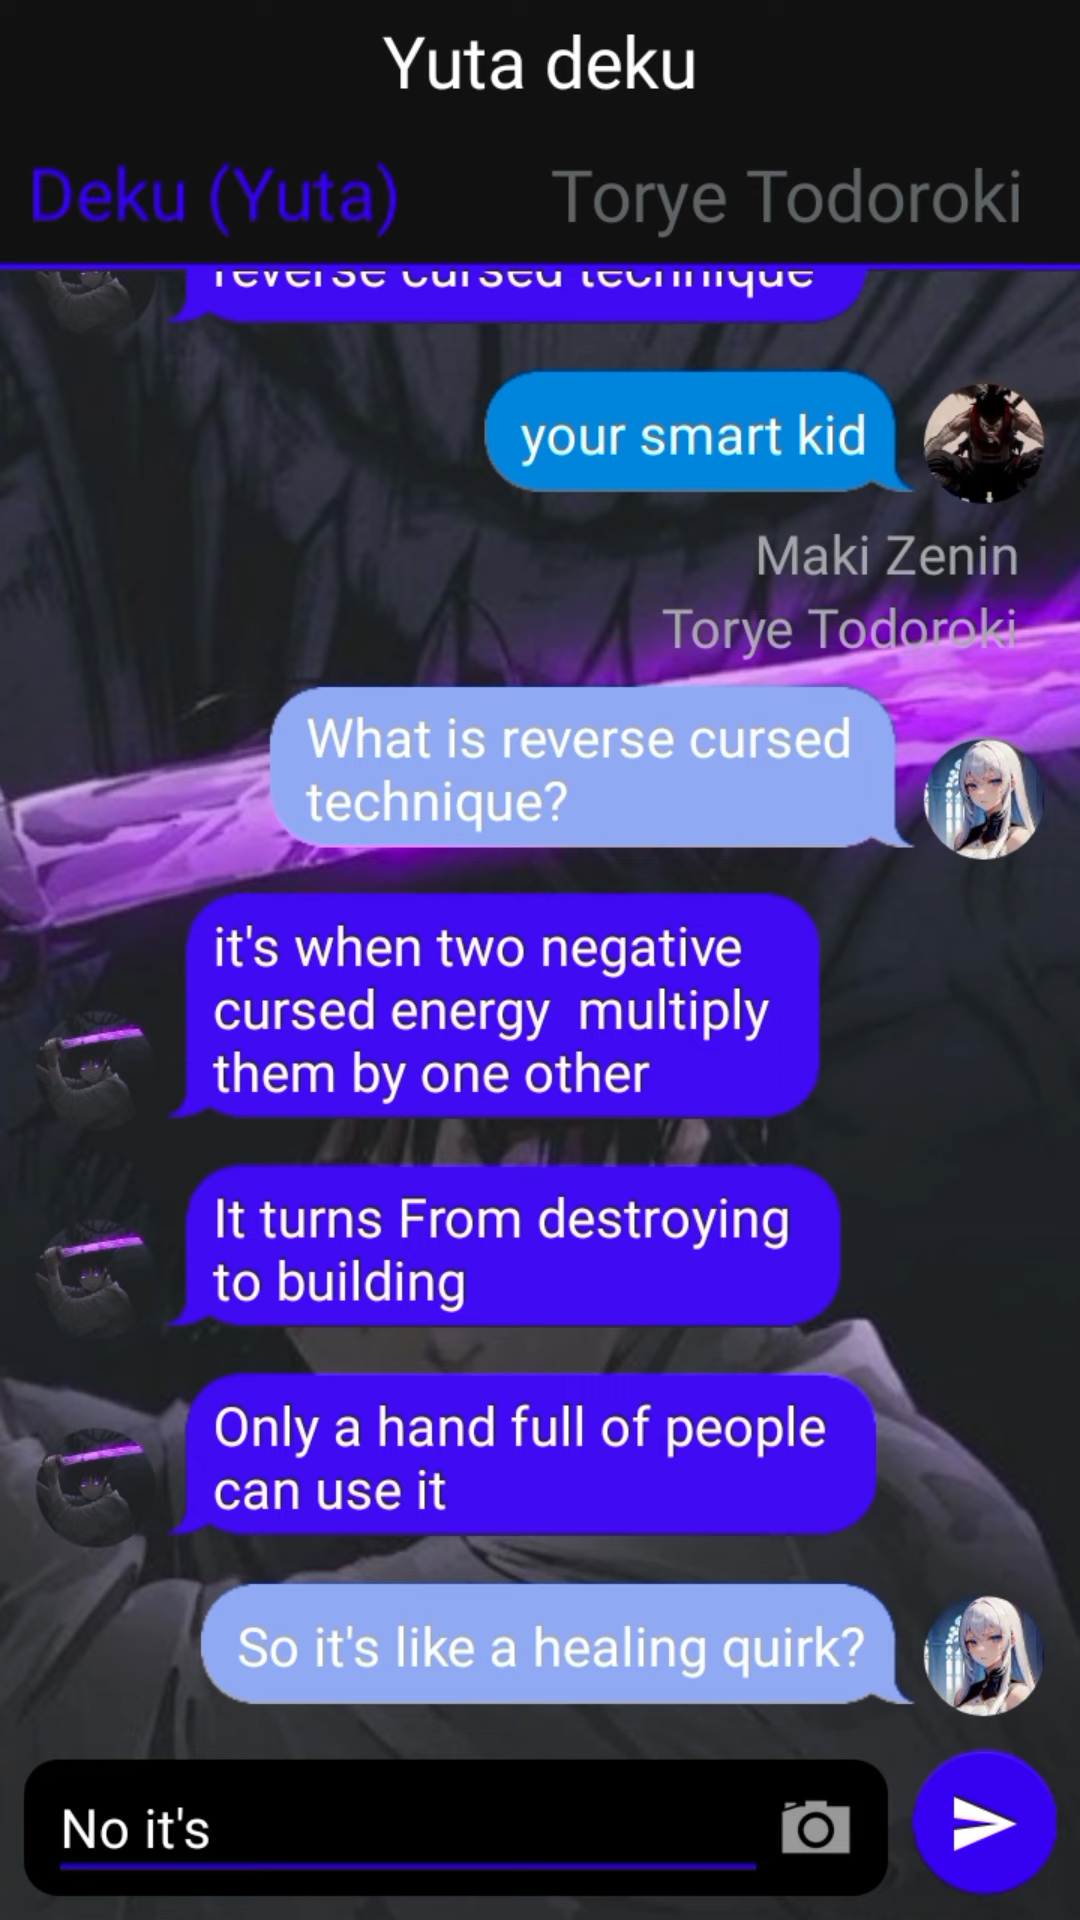 Yuta deku
Deku (Yuta) Torye Todoroki
reverse cursed technique
your smart kid
Maki Zenin
Torye Todoroki
What is reverse cursed
technique?
it's when two negative
cursed energy  multiply
them by one other
It turns From destroying
to building
Only a hand full of people
can use it
So it's like a healing quirk?
No it's